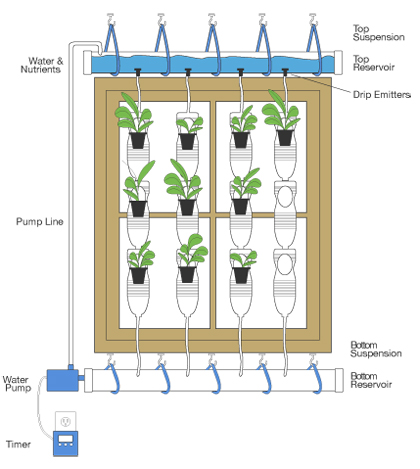 Top
Suspension
Water &
Nutrients
Top
Reservoir
Drip Emitters
Pump Line
Bottom
Suspension
Water
Pump
Bottom
Reservoir
Timer